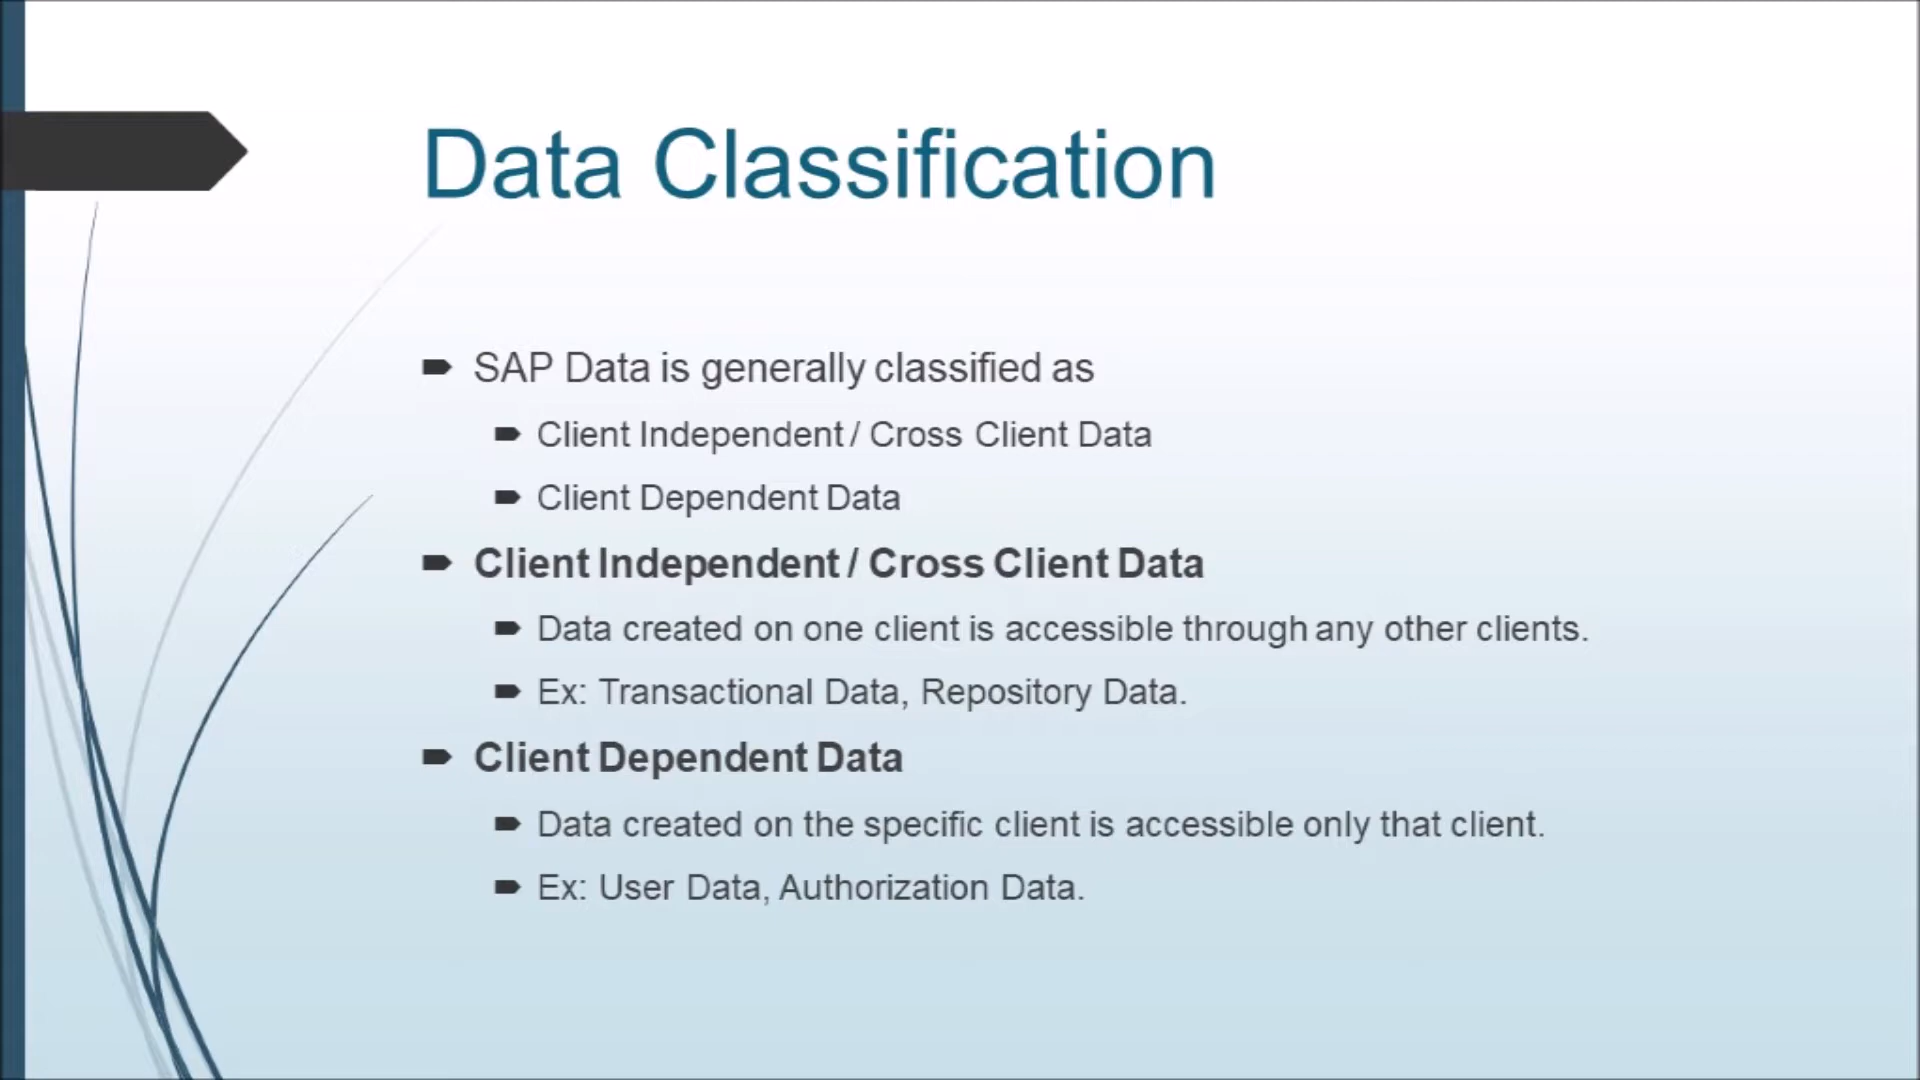 Data Classification
SAP Data is generally classified as
Client Independent / Cross Client Data
Client Dependent Data
Client Independent / Cross Client Data
Data created on one client is accessible through any other clients.
Ex: Transactional Data, Repository Data.
Client Dependent Data
Data created on the specific client is accessible only that client.
Ex: User Data, Authorization Data.